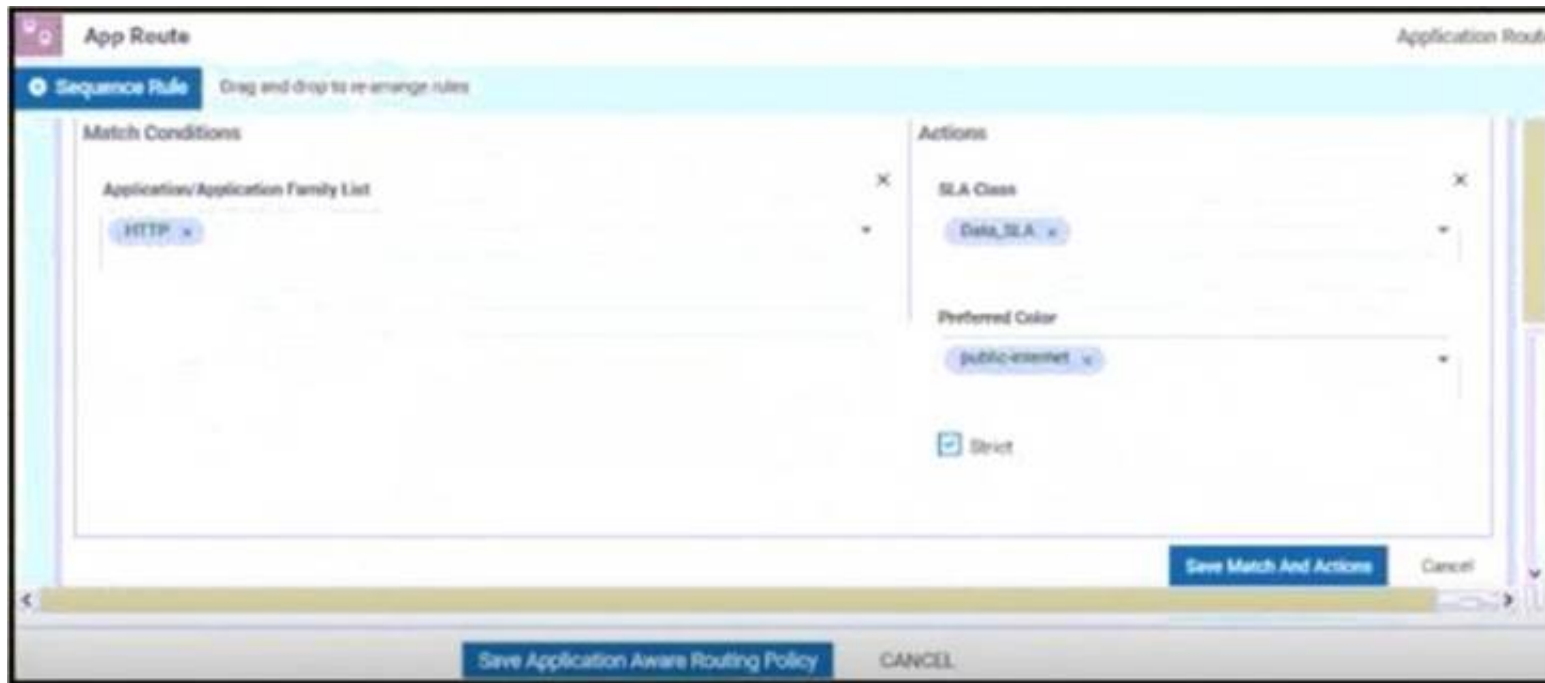 App Route
Application Route
Sequence Rule Drag and drop to re-arrange rules
Match Conditions
Actions
Application/Application Family List
SLA Class
HTTP ×
Data_SLA ×
Preferred Color
public-internet ×
Strict
Save Match And Actions Cancel
Save Application Aware Routing Policy CANCEL